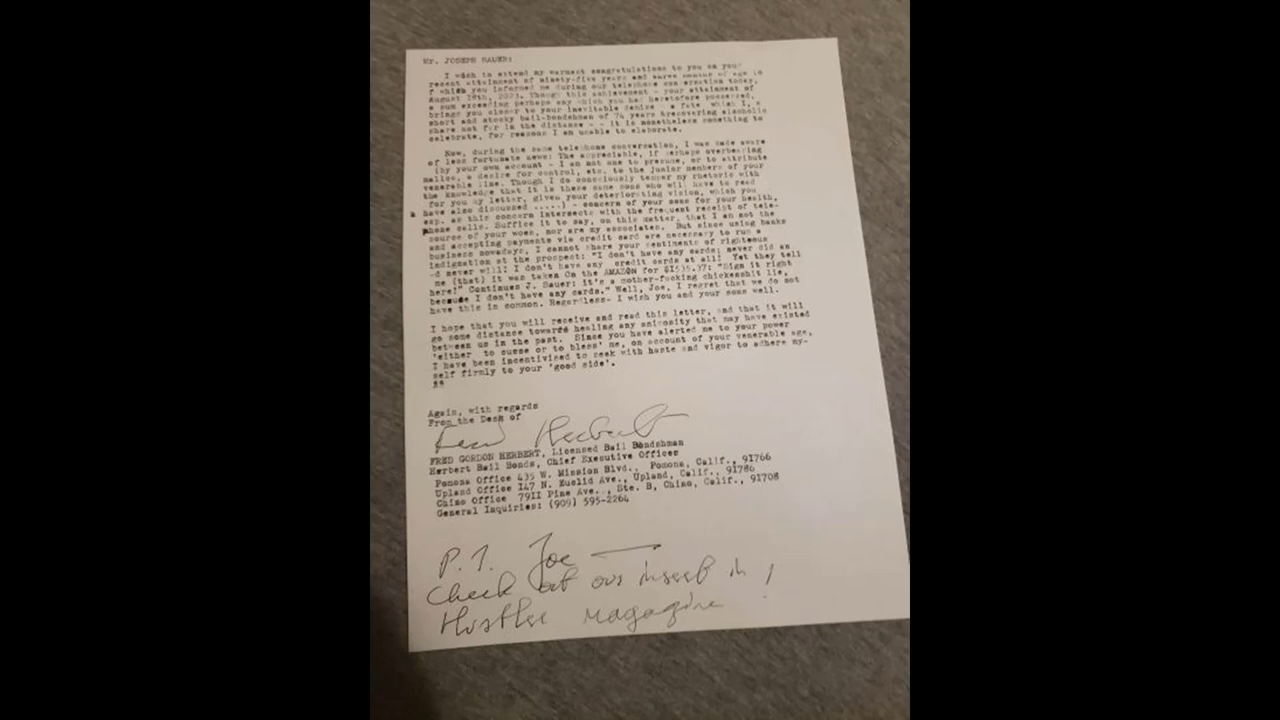 Mr. JOSEPH SAUER:
I wish to extend my warmest congratulations to you on your
recent attainment of ninety-five years and seven months of age to
f which you informed me during our telephone conversation today,
August 28th, 2023. Though this achievement - your attainment of
a sum exceeding perhaps any which you had heretofore possessed,
brings you closer to your inevitable demise - a fate which I, a
short and stocky bail-bondsman of 74 years &recovering alcoholic
share not far in the distance - - it is nonetheless something to
celebrate, for reasons I am unable to elaborate.
Now, during the same telephone conversation, I was made aware
of less fortunate news: The appreciable, if perhaps overbearing
(by your own account - I am not one to presume, or to attribute
malice, a desire for control, etc. to the junior members of your
venerable line. Though I do consciously temper my rhetoric with
the knowledge that it is these same sons who will have to read
for you my letter, given your deteriorating vision, which you
have also discussed .....) - concern of your sons for your health,
esp. as this concern intersects with the frequent receipt of tele-
phone calls. Suffice it to say, on this matter, that I am not the
source of your woes, nor are my associates. But since using banks
and accepting payments via credit card are necessary to run a
business nowadays, I cannot share your sentiments of righteous
indignation at the prospect: "I don't have any cards; never did an
-d never will! I don't have any credit cards at all! Yet they tell
me (that) it was taken On the AMAZON for $1535.37: "Sign it right
here!" Continues J. Sauer: it's a mother-fucking chickenshit lie,
because I don't have any cards." Well, Joe, I regret that we do not
have this in common. Regardless- I wish you and your sons well.
I hope that you will receive and read this letter, and that it will
go some distance towards healing any animosity that may have existed
between us in the past. Since you have alerted me to your power
'either to curse or to bless' me, on account of your venerable age,
I have been incentivised to seek with haste and vigor to adhere my-
self firmly to your 'good side'.
Again, with regards
From the Desk of
Fred Herbert
FRED GORDON HERBERT, Licensed Bail Bondshman
Herbert Bail Bonds, Chief Executive Officer
Pomona Office 435 W. Mission Blvd., Pomona, Calif., 91766
Upland Office 147 N. Euclid Ave., Upland, Calif., 91786
Chino Office 7911 Pine Ave., Ste. B, Chino, Calif., 91708
General Inquiries: (909) 595-2264
Joe
Check out our insert in !
Hustler Magazine